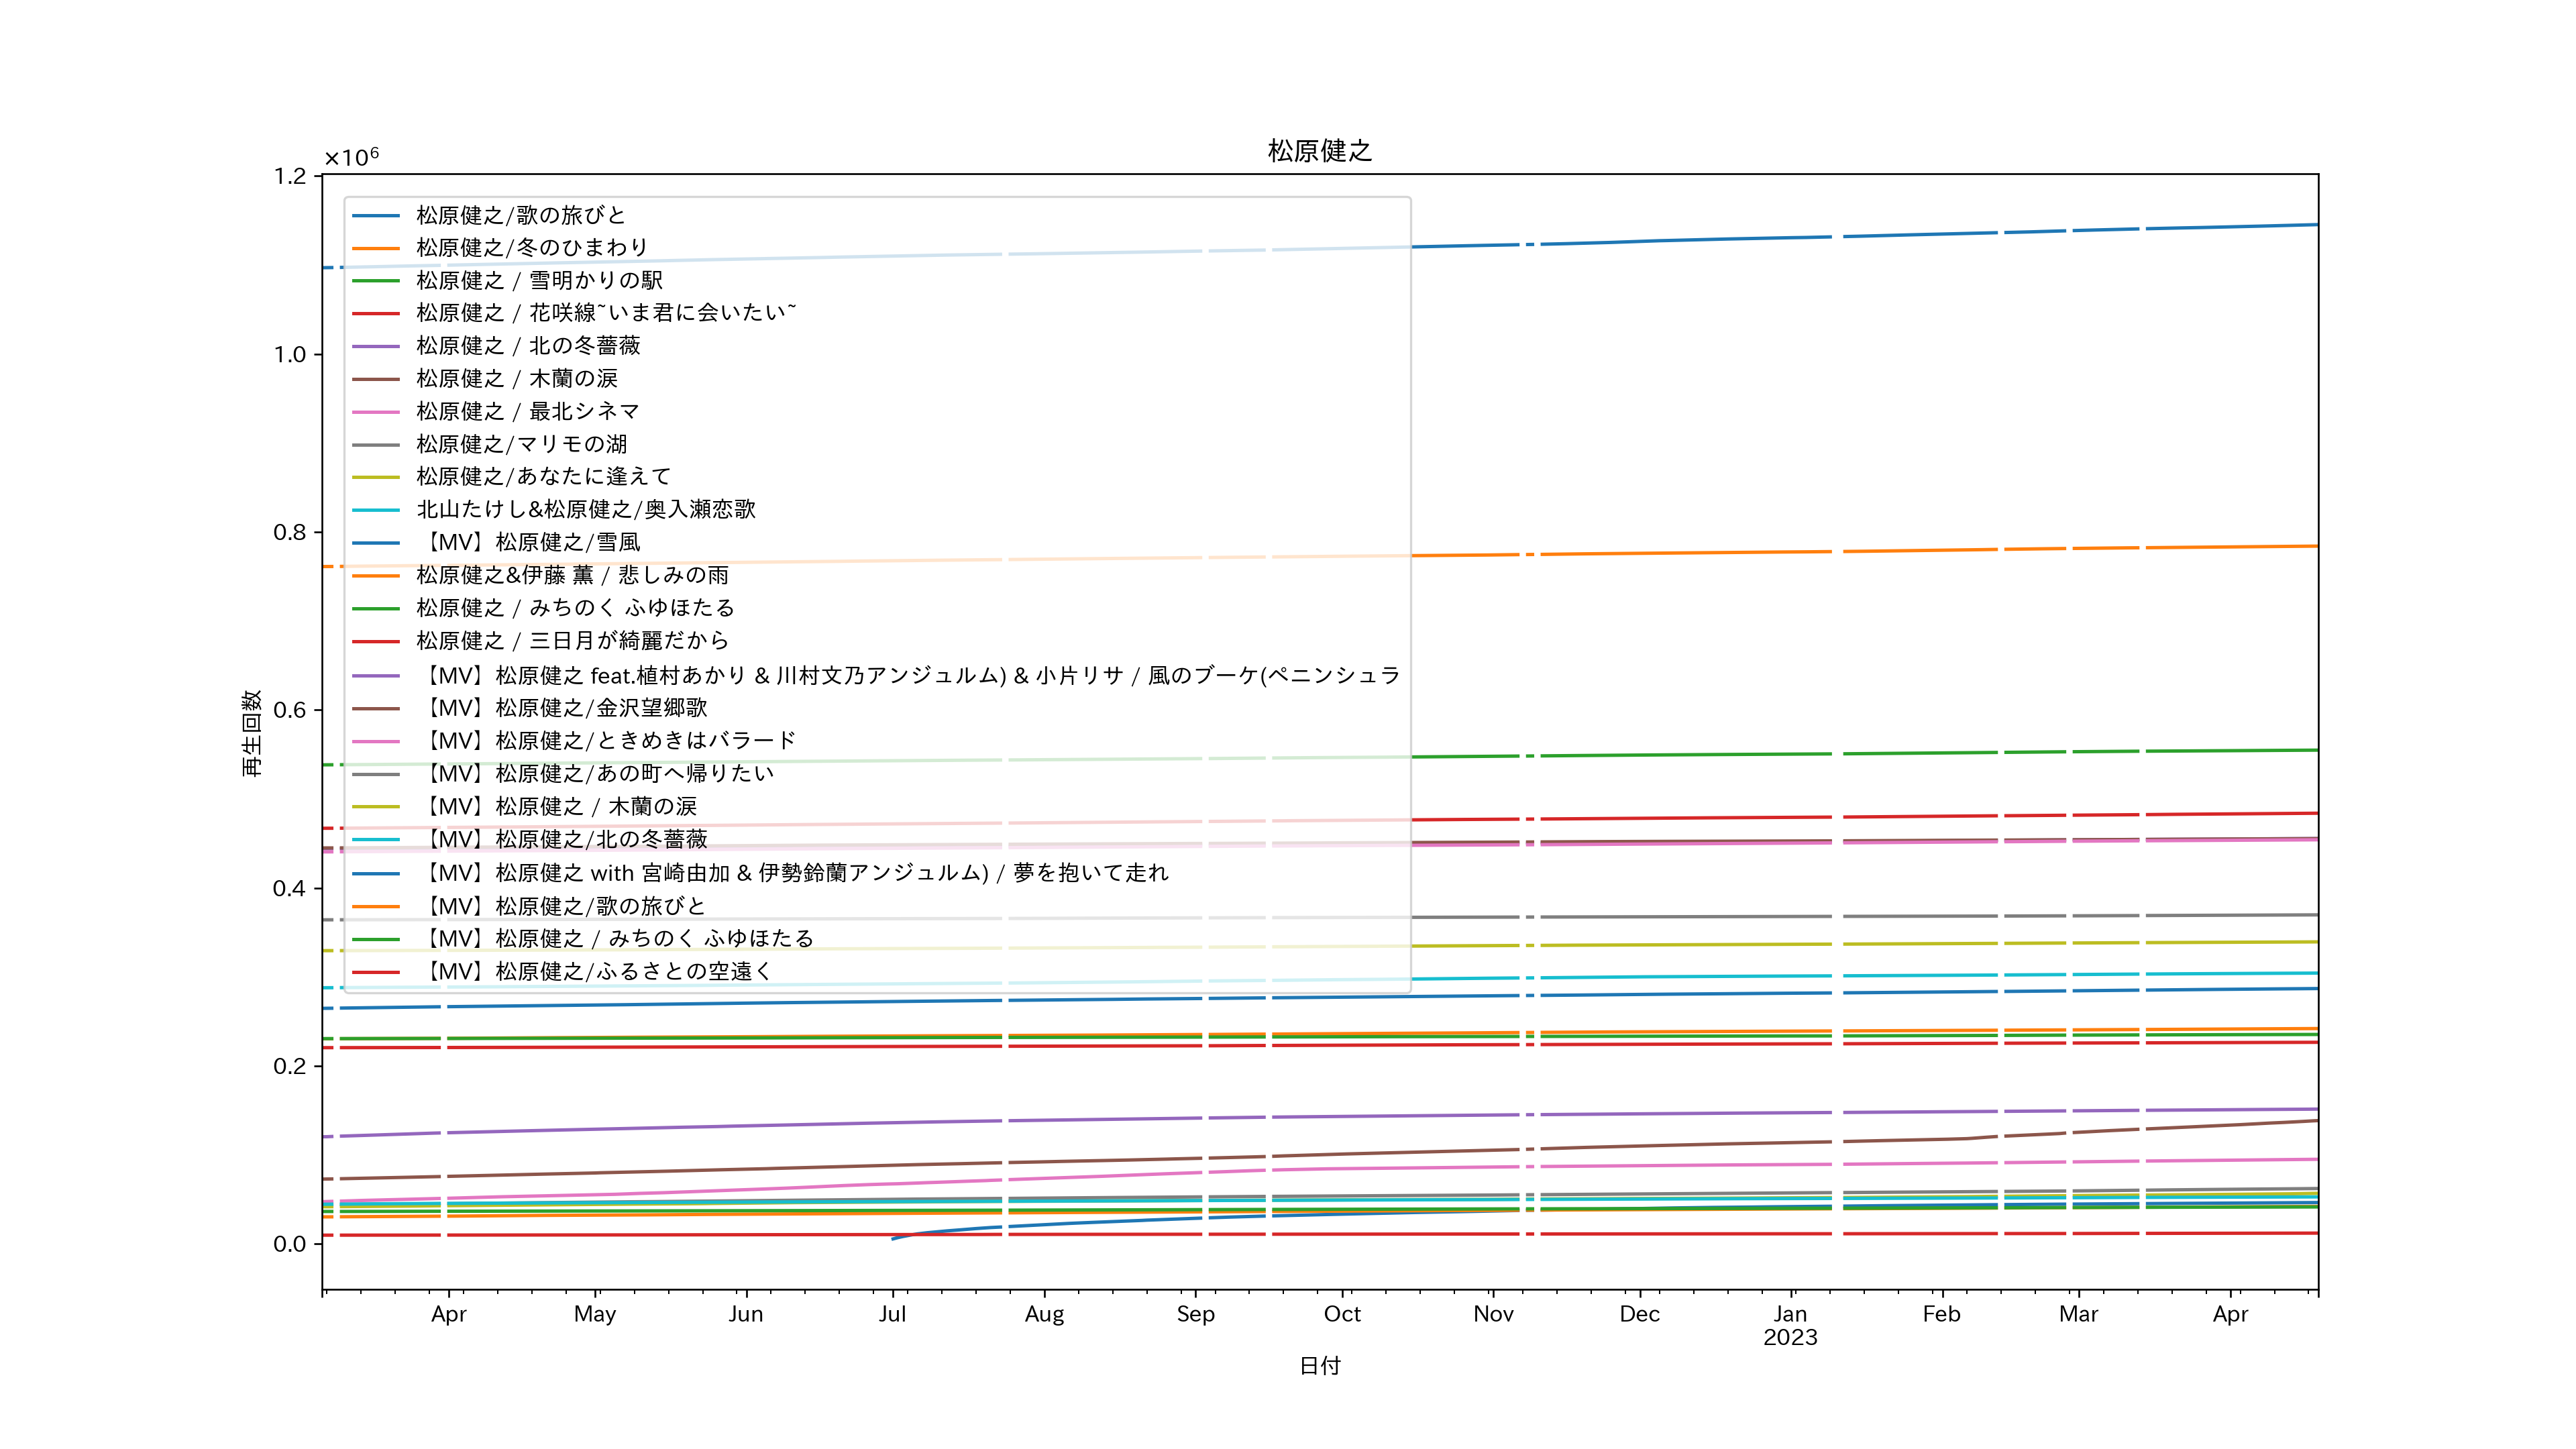 松原健之
×10⁶
1.2
1.0
0.8
0.6
0.4
0.2
0.0
再生回数
松原健之/歌の旅びと
松原健之/冬のひまわり
松原健之 / 雪明かりの駅
松原健之 / 花咲線~いま君に会いたい~
松原健之 / 北の冬薔薇
松原健之 / 木蘭の涙
松原健之 / 最北シネマ
松原健之/マリモの湖
松原健之/あなたに逢えて
北山たけし&松原健之/奥入瀬恋歌
【MV】松原健之/雪風
松原健之&伊藤 薫 / 悲しみの雨
松原健之 / みちのく ふゆほたる
松原健之 / 三日月が綺麗だから
【MV】松原健之 feat.植村あかり & 川村文乃アンジュルム) & 小片リサ / 風のブーケ(ペニンシュラ
【MV】松原健之/金沢望郷歌
【MV】松原健之/ときめきはバラード
【MV】松原健之/あの町へ帰りたい
【MV】松原健之 / 木蘭の涙
【MV】松原健之/北の冬薔薇
【MV】松原健之 with 宮崎由加 & 伊勢鈴蘭アンジュルム) / 夢を抱いて走れ
【MV】松原健之/歌の旅びと
【MV】松原健之 / みちのく ふゆほたる
【MV】松原健之/ふるさとの空遠く
Apr May Jun Jul Aug Sep Oct Nov Dec Jan Feb Mar Apr
2023
日付